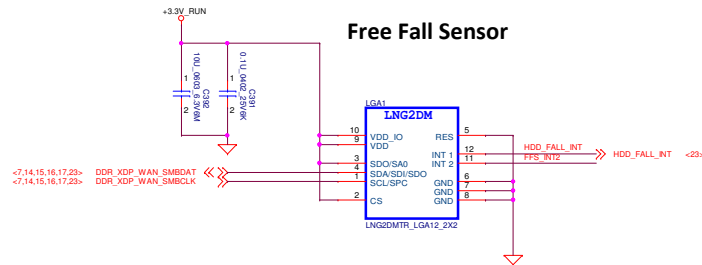 +3.3V_RUN
Free Fall Sensor
1
2
10U_0603_6.3V6M
C392
1
2
0.1U_0402_25V6K
C391
LGA1
LNG2DM
10 VDD_IO
9 VDD
3 SDO/SA0
4 SDA/SDI/SDO
1 SCL/SPC
2 CS
RES 5
INT 1 12
INT 2 11
GND 6
GND 7
GND 8
HDD_FALL_INT
FFS_INT2
HDD_FALL_INT <23>
<7,14,15,16,17,23> DDR_XDP_WAN_SMBDAT
<7,14,15,16,17,23> DDR_XDP_WAN_SMBCLK
LNG2DMTR_LGA12_2X2